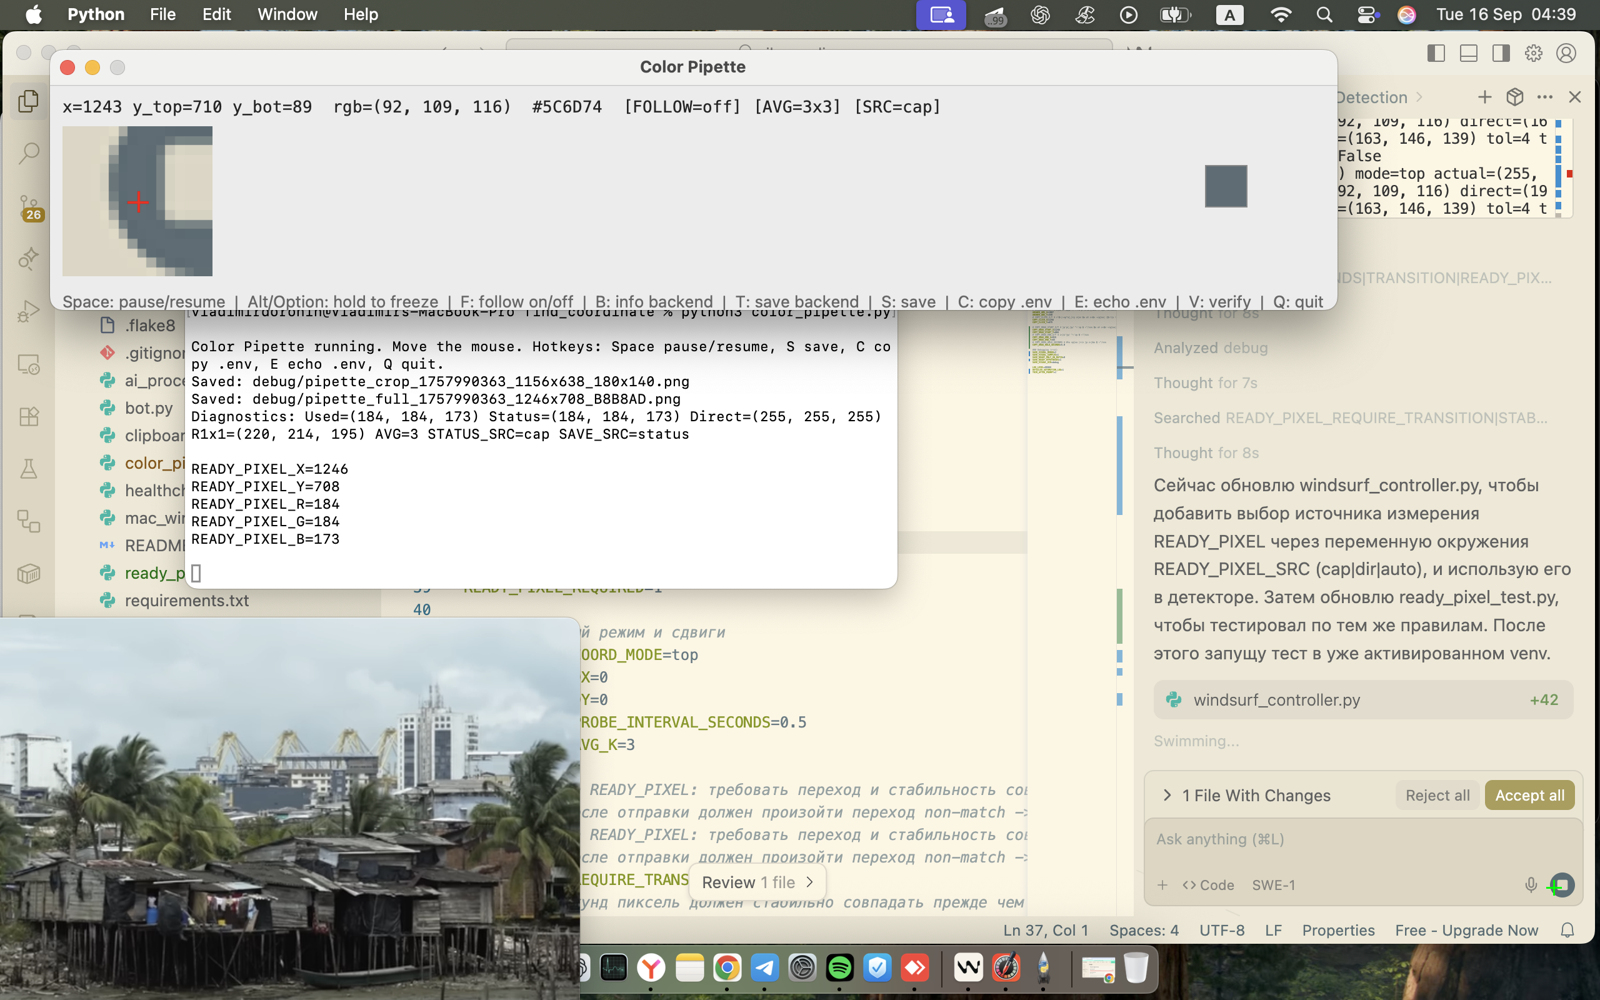 Python File Edit Window Help
..99
A
Tue 16 Sep 04:39
Color Pipette
x=1243 y_top=710 y_bot=89 rgb=(92, 109, 116) #5C6D74 [FOLLOW=off] [AVG=3x3] [SRC=cap]
Space: pause/resume | Alt/Option: hold to freeze | F: follow on/off | B: info backend | T: save backend | S: save | C: copy .env | E: echo .env | V: verify | Q: quit
Detection
92, 109, 116) direct=(16
=(163, 146, 139) tol=4 t
False
) mode=top actual=(255,
92, 109, 116) direct=(19
=(163, 146, 139) tol=4 t
NDS|TRANSITION|READY_PIX...
Thought for 8s
Analyzed debug
Thought for 7s
Searched READY_PIXEL_REQUIRE_TRANSITION|STAB...
Thought for 8s
Сейчас обновлю windsurf_controller.py, чтобы
добавить выбор источника измерения
READY_PIXEL через переменную окружения
READY_PIXEL_SRC (cap|dir|auto), и использую его
в детекторе. Затем обновлю ready_pixel_test.py,
чтобы тестировал по тем же правилам. После
этого запущу тест в уже активированном venv.
windsurf_controller.py +42
Swimming...
1 File With Changes Reject all Accept all
Ask anything (⌘L)
+ <> Code SWE-1
26
.flake8
.gitignor
ai_proce
bot.py
clipboar
color_pi
healthch
mac_win
README
ready_p
requirements.txt
vladimirdoronin@Vladimirs-MacBook-Pro find_coordinate % python3 color_pipette.py
Color Pipette running. Move the mouse. Hotkeys: Space pause/resume, S save, C co
py .env, E echo .env, Q quit.
Saved: debug/pipette_crop_1757990363_1156x638_180x140.png
Saved: debug/pipette_full_1757990363_1246x708_B8B8AD.png
Diagnostics: Used=(184, 184, 173) Status=(184, 184, 173) Direct=(255, 255, 255)
R1x1=(220, 214, 195) AVG=3 STATUS_SRC=cap SAVE_SRC=status
READY_PIXEL_X=1246
READY_PIXEL_Y=708
READY_PIXEL_R=184
READY_PIXEL_G=184
READY_PIXEL_B=173
39 READY_PIXEL_REQUIRED=1
40
й режим и сдвиги
OORD_MODE=top
X=0
Y=0
PROBE_INTERVAL_SECONDS=0.5
AVG_K=3
READY_PIXEL: требовать переход и стабильность сов
сле отправки должен произойти переход non-match ->
READY_PIXEL: требовать переход и стабильность сов
сле отправки должен произойти переход non-match ->
EQUIRE_TRANS
унд пиксель должен стабильно совпадать прежде чем
Review 1 file
Ln 37, Col 1 Spaces: 4 UTF-8 LF Properties Free - Upgrade Now